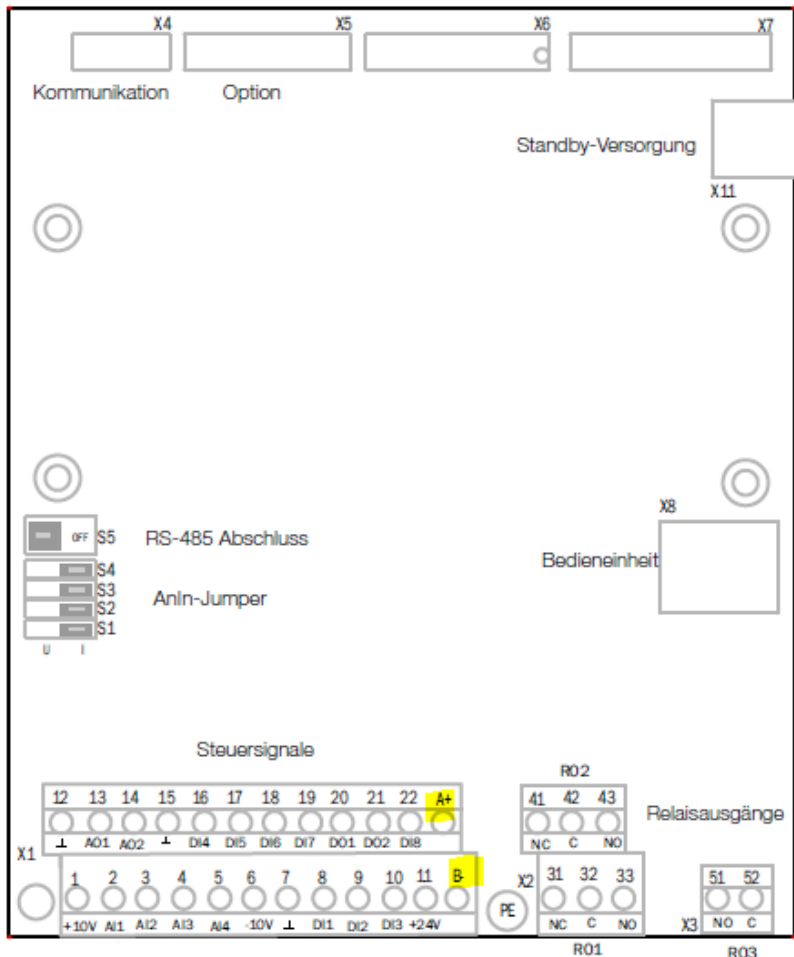 X4 X5 X6 X7
Kommunikation Option
Standby-Versorgung
X11
X8
OFF S5 RS-485 Abschluss
S4
S3
AnIn-Jumper
S2
S1
U I
Bedieneinheit
Steuersignale
RO2
12 13 14 15 16 17 18 19 20 21 22 A+
41 42 43
Relaisausgänge
⊥ AO1 AO2 ⊥ DI4 DI5 DI6 DI7 DO1 DO2 DI8
NC C NO
X1
1 2 3 4 5 6 7 8 9 10 11 B-
X2
31 32 33
51 52
PE
+10V AI1 AI2 AI3 AI4 -10V ⊥ DI1 DI2 DI3 +24V
NC C NO
X3 NO C
RO1
RO3